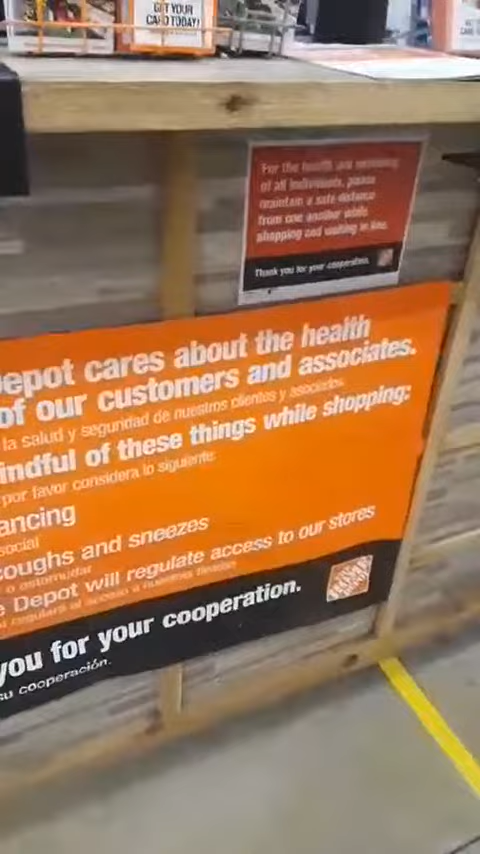 GET YOUR
CARD TODAY!
For the health and
of all individuals, please
maintain a safe distance
from one another while
shopping and waiting in line.
Thank you for your cooperation.
Depot cares about the health
of our customers and associates.
la salud y seguridad de nuestros clientes y asociados.
indful of these things while shopping:
por favor considera lo siguiente:
ancing
social
coughs and sneezes
o estornudar
e Depot will regulate access to our stores
you for your cooperation.
su cooperación.